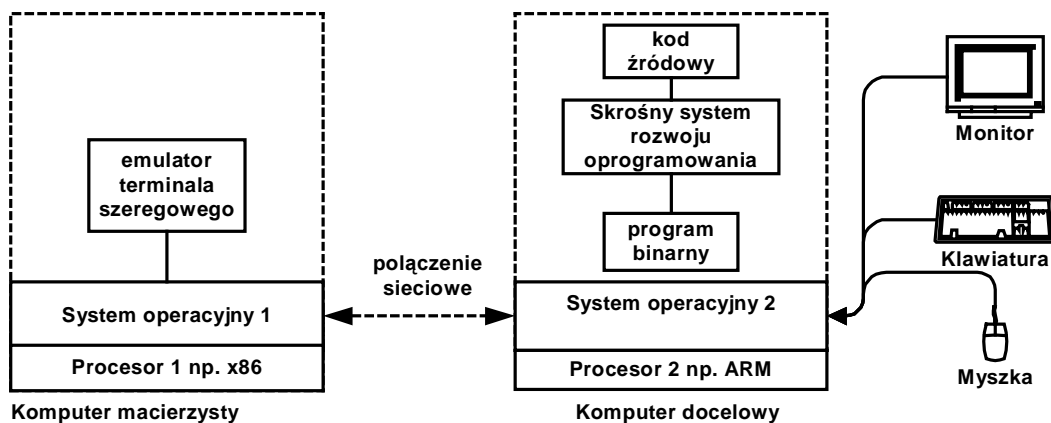 kod
źródowy
Skrośny system
rozwoju
oprogramowania
program
binarny
emulator
terminala
szeregowego
połączenie
sieciowe
System operacyjny 1
System operacyjny 2
Procesor 1 np. x86
Procesor 2 np. ARM
Komputer macierzysty
Komputer docelowy
Monitor
Klawiatura
Myszka